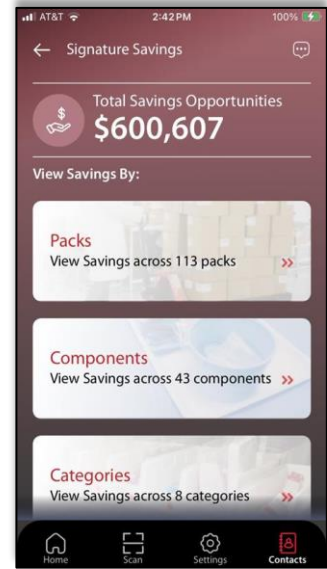 AT&T 2:42 PM 100%
← Signature Savings
Total Savings Opportunities
$
$600,607
View Savings By:
Packs
View Savings across 113 packs »
Components
View Savings across 43 components »
Categories
View Savings across 8 categories »
Home Scan Settings Contacts